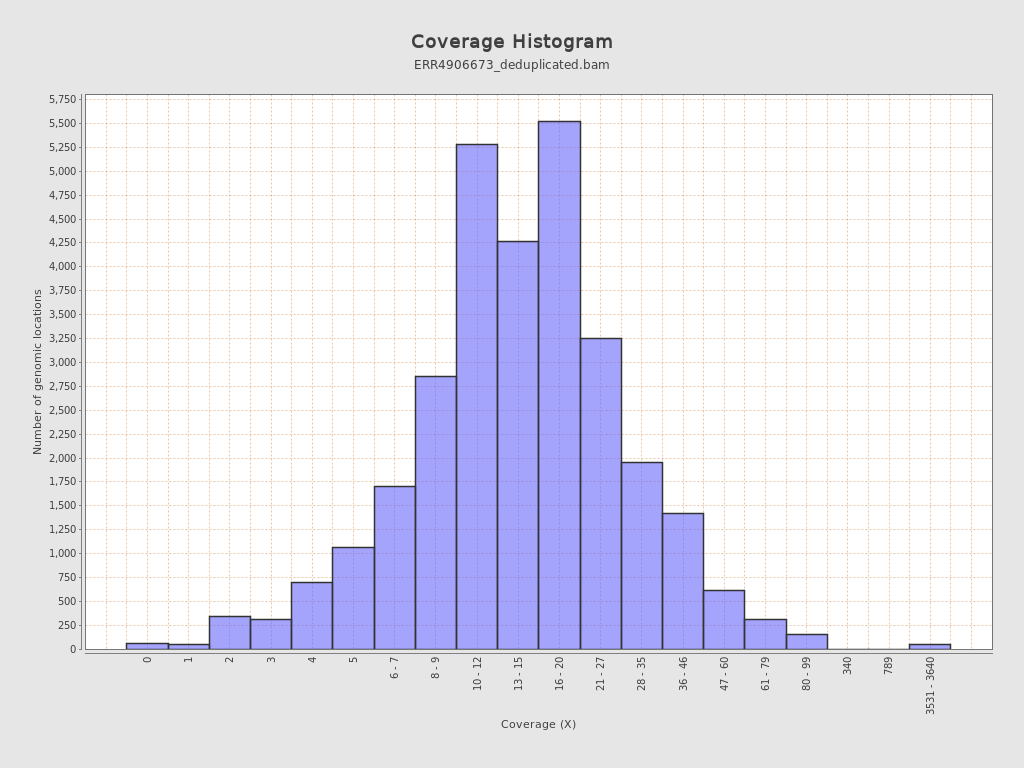 Coverage Histogram
ERR4906673_deduplicated.bam
Number of genomic locations
5,750
5,500
5,250
5,000
4,750
4,500
4,250
4,000
3,750
3,500
3,250
3,000
2,750
2,500
2,250
2,000
1,750
1,500
1,250
1,000
750
500
250
0
0
1
2
3
4
5
6 - 7
8 - 9
10 - 12
13 - 15
16 - 20
21 - 27
28 - 35
36 - 46
47 - 60
61 - 79
80 - 99
340
789
3531 - 3640
Coverage (X)